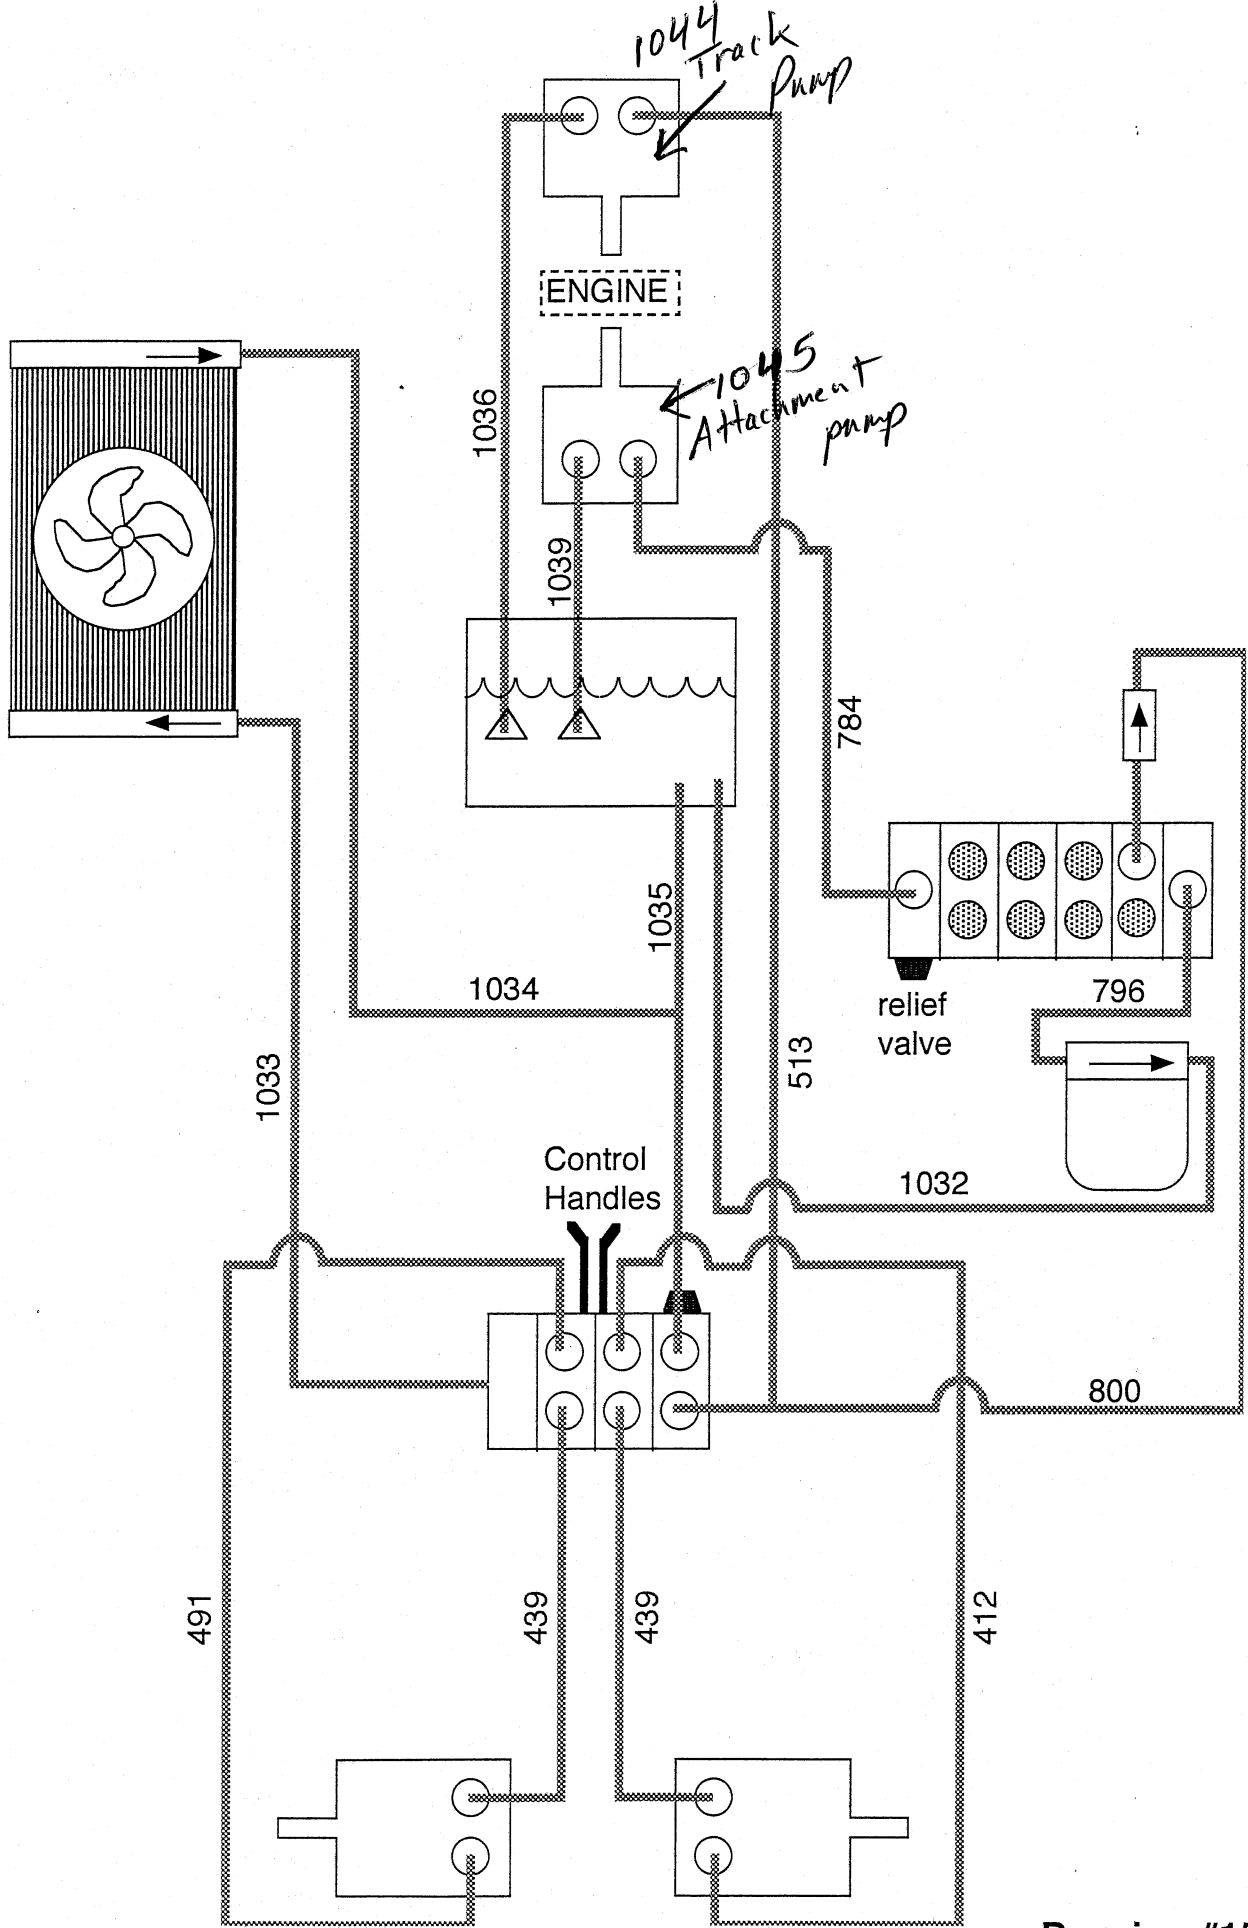 1044
Track
Pump
ENGINE
1045
Attachment
pump
1036
1039
784
1035
1034
relief
valve
796
513
1033
Control
Handles
1032
800
491
439
439
412